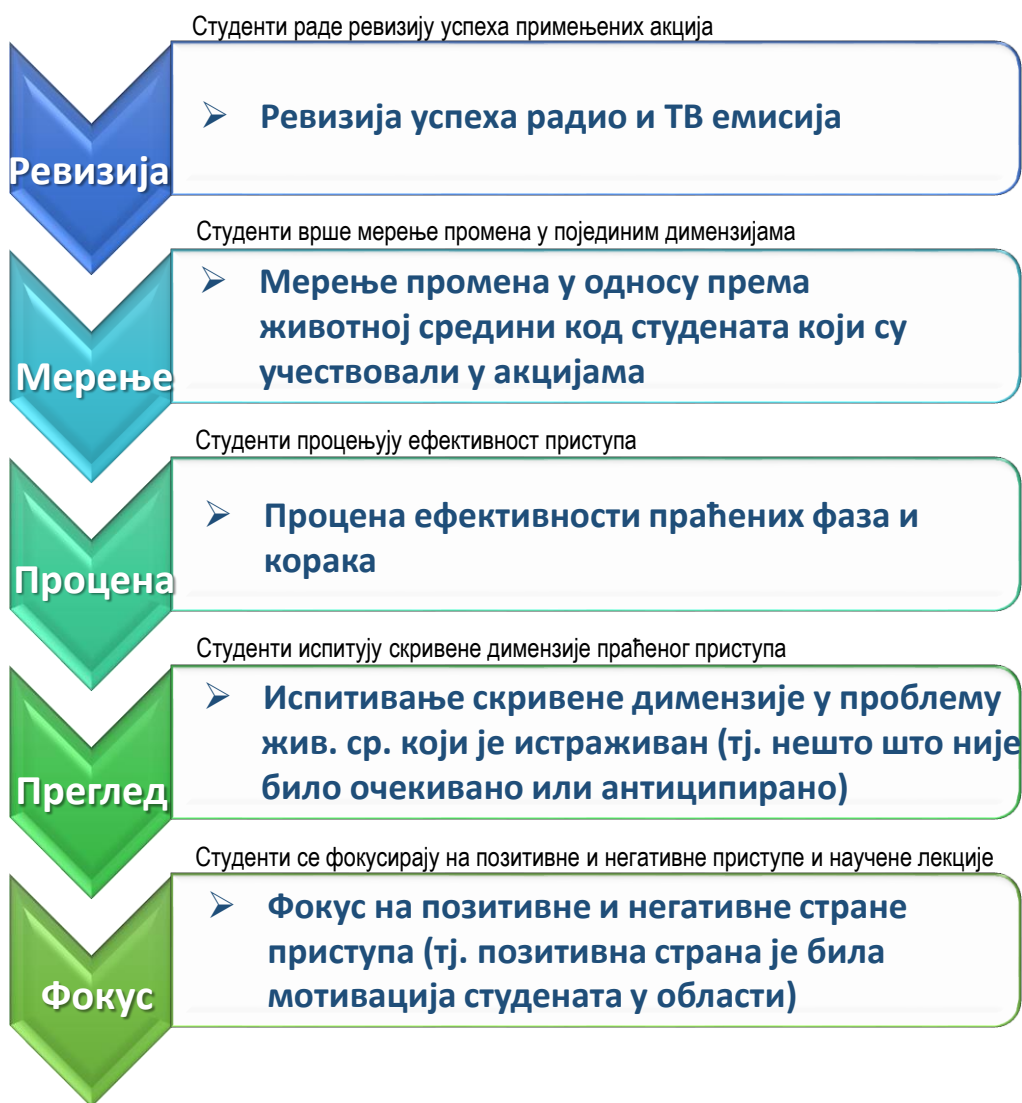 Студенти раде ревизију успеха примењених акција
Ревизија
➢ Ревизија успеха радио и ТВ емисија
Студенти врше мерење промена у појединим димензијама
Мерење
➢ Мерење промена у односу према
животној средини код студената који су
учествовали у акцијама
Студенти процењују ефективност приступа
Процена
➢ Процена ефективности праћених фаза и
корака
Студенти испитују скривене димензије праћеног приступа
Преглед
➢ Испитивање скривене димензије у проблему
жив. ср. који је истраживан (тј. нешто што није
било очекивано или антиципирано)
Студенти се фокусирају на позитивне и негативне приступе и научене лекције
Фокус
➢ Фокус на позитивне и негативне стране
приступа (тј. позитивна страна је била
мотивација студената у области)